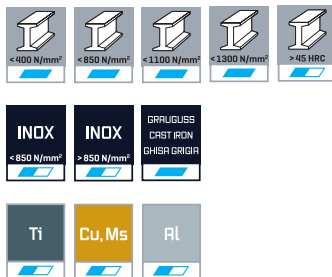 <400 N/mm² <850 N/mm² <1100 N/mm² <1300 N/mm² >45 HRC
INOX INOX GRAUGUSS
CAST IRON
GHISA GRIGIA
<850 N/mm² >850 N/mm²
Ti Cu,Ms Al